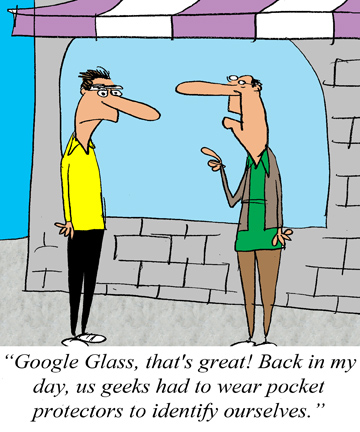 “Google Glass, that's great! Back in my
day, us geeks had to wear pocket
protectors to identify ourselves.”